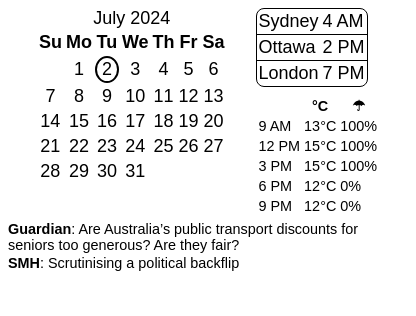 July 2024
Su Mo Tu We Th Fr Sa
1 2 3 4 5 6
7 8 9 10 11 12 13
14 15 16 17 18 19 20
21 22 23 24 25 26 27
28 29 30 31
Sydney 4 AM
Ottawa 2 PM
London 7 PM
°C ☂
9 AM 13°C 100%
12 PM 15°C 100%
3 PM 15°C 100%
6 PM 12°C 0%
9 PM 12°C 0%
Guardian: Are Australia’s public transport discounts for
seniors too generous? Are they fair?
SMH: Scrutinising a political backflip